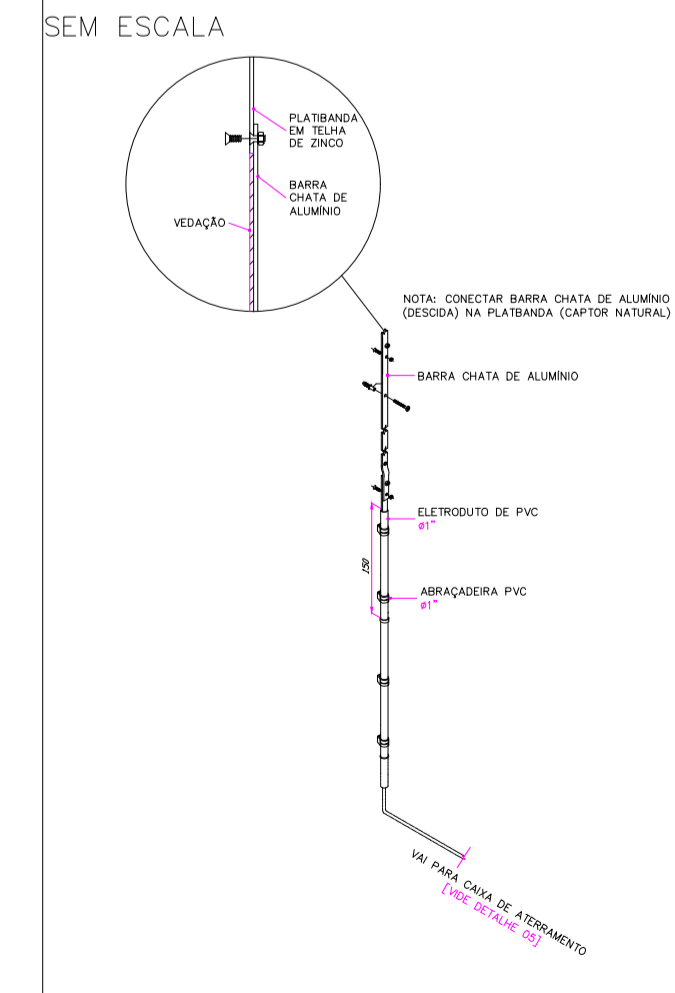 SEM ESCALA
PLATIBANDA
EM TELHA
DE ZINCO
BARRA
CHATA DE
ALUMÍNIO
VEDAÇÃO
NOTA: CONECTAR BARRA CHATA DE ALUMÍNIO
(DESCIDA) NA PLATBANDA (CAPTOR NATURAL)
BARRA CHATA DE ALUMÍNIO
ELETRODUTO DE PVC
ø1"
150
ABRAÇADEIRA PVC
ø1"
VAI PARA CAIXA DE ATERRAMENTO
[VIDE DETALHE 05]